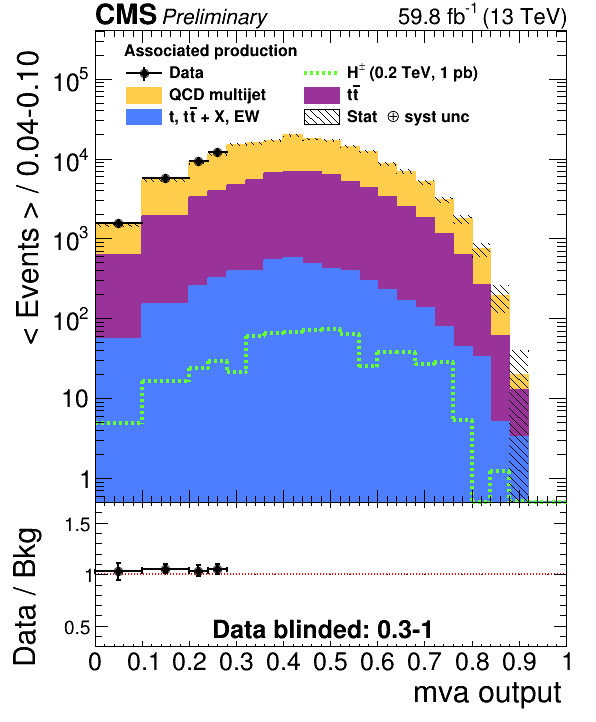 CMS Preliminary 59.8 fb⁻¹ (13 TeV)
Associated production
Data
H± (0.2 TeV, 1 pb)
QCD multijet
tt̄
t, tt̄ + X, EW
Stat ⊕ syst unc
< Events > / 0.04-0.10
10⁵
10⁴
10³
10²
10
1
Data / Bkg
1.5
1
0.5
Data blinded: 0.3-1
0 0.1 0.2 0.3 0.4 0.5 0.6 0.7 0.8 0.9 1
mva output